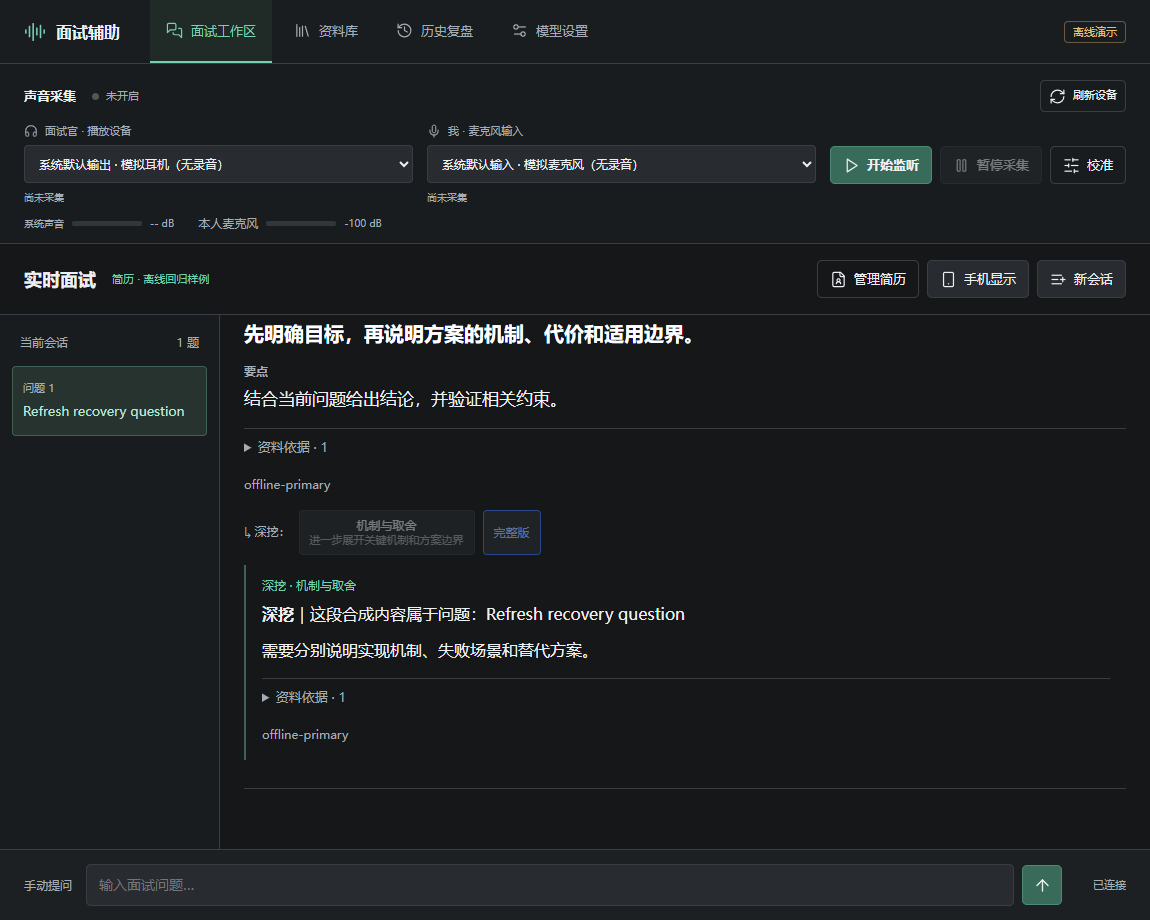 面试辅助
面试工作区
资料库
历史复盘
模型设置
离线演示
声音采集
未开启
刷新设备
面试官 · 播放设备
我 · 麦克风输入
系统默认输出 · 模拟耳机（无录音）
系统默认输入 · 模拟麦克风（无录音）
开始监听
暂停采集
校准
尚未采集
尚未采集
系统声音
-- dB
本人麦克风
-100 dB
实时面试
简历 · 离线回归样例
管理简历
手机显示
新会话
当前会话
1 题
问题 1
Refresh recovery question
先明确目标，再说明方案的机制、代价和适用边界。
要点
结合当前问题给出结论，并验证相关约束。
▶ 资料依据 · 1
offline-primary
↳ 深挖：
机制与取舍
进一步展开关键机制和方案边界
完整版
深挖 · 机制与取舍
深挖 | 这段合成内容属于问题：Refresh recovery question
需要分别说明实现机制、失败场景和替代方案。
▶ 资料依据 · 1
offline-primary
手动提问
输入面试问题...
已连接